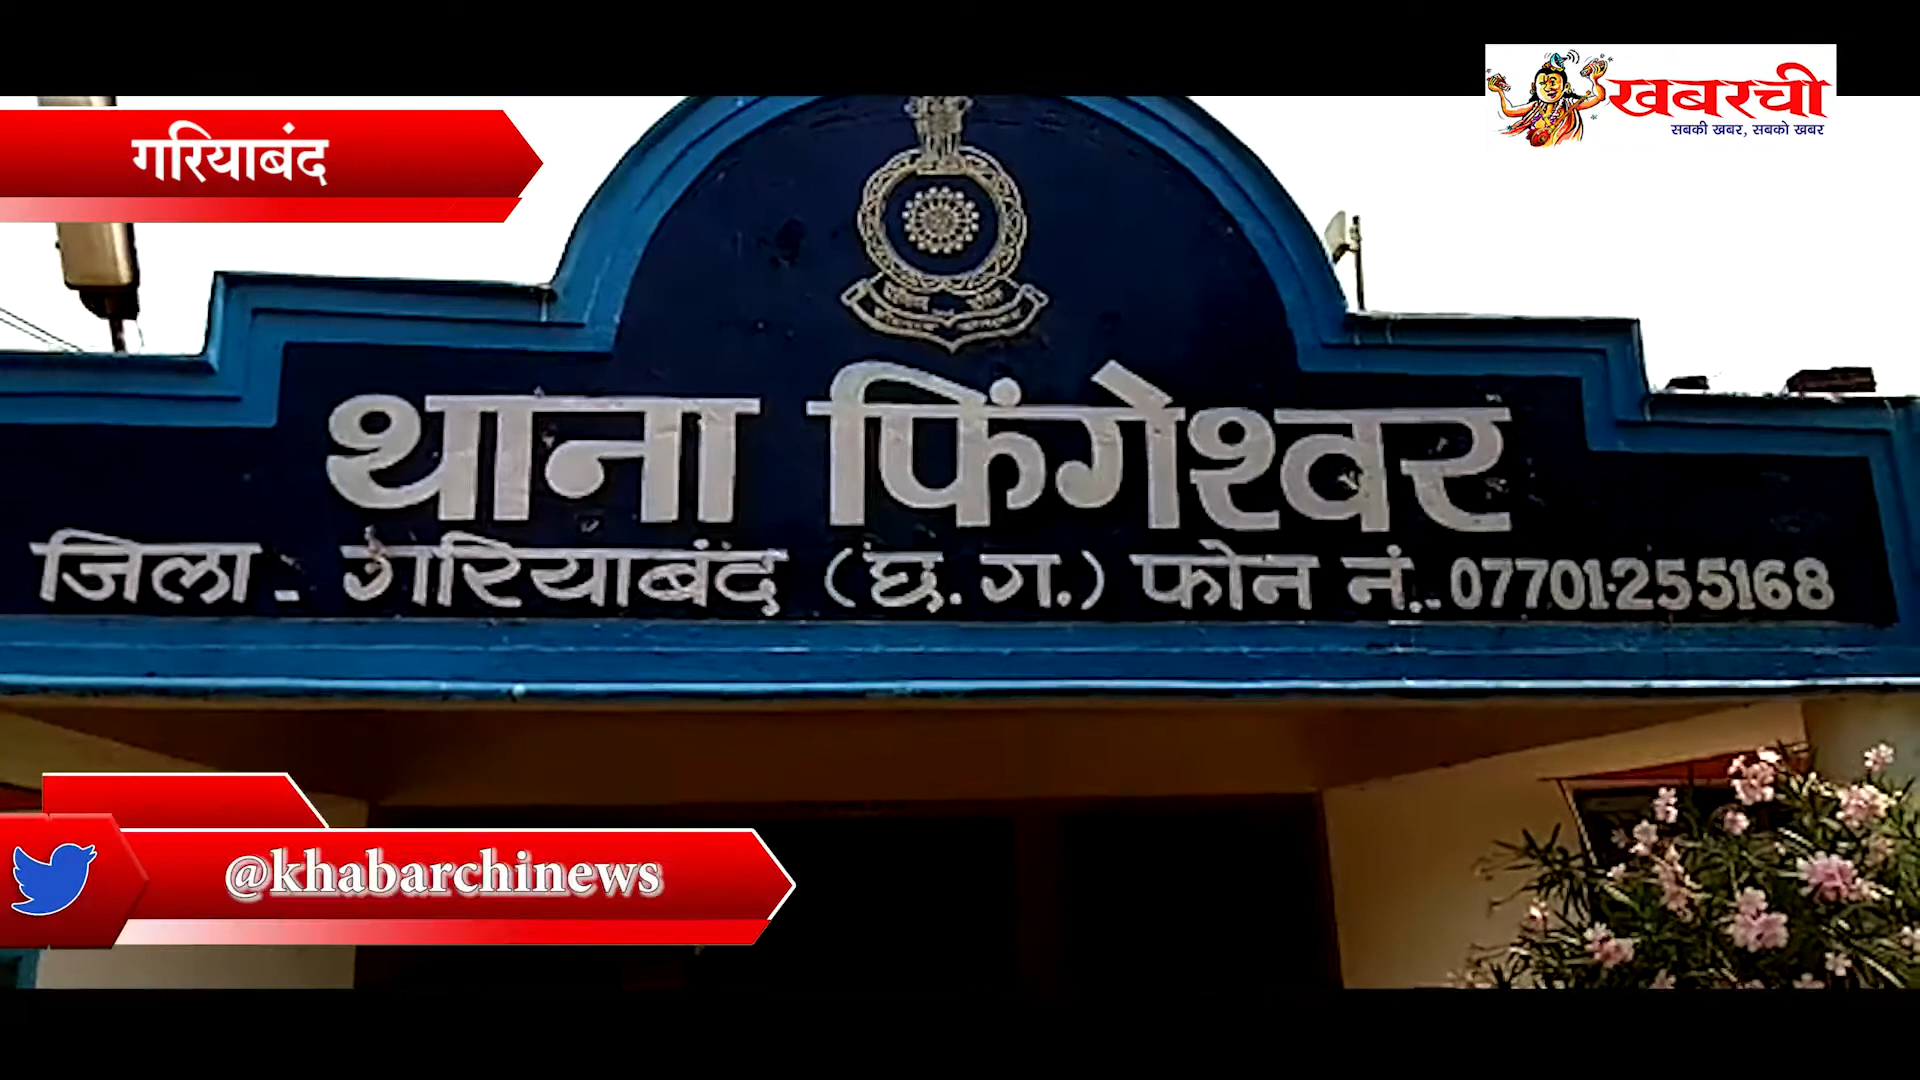 खबरची
सबकी खबर, सबको खबर
गरियाबंद
थाना फिंगेश्वर
जिला - गरियाबंद (छ.ग.) फोन नं.. 07701-255168
@khabarchinews